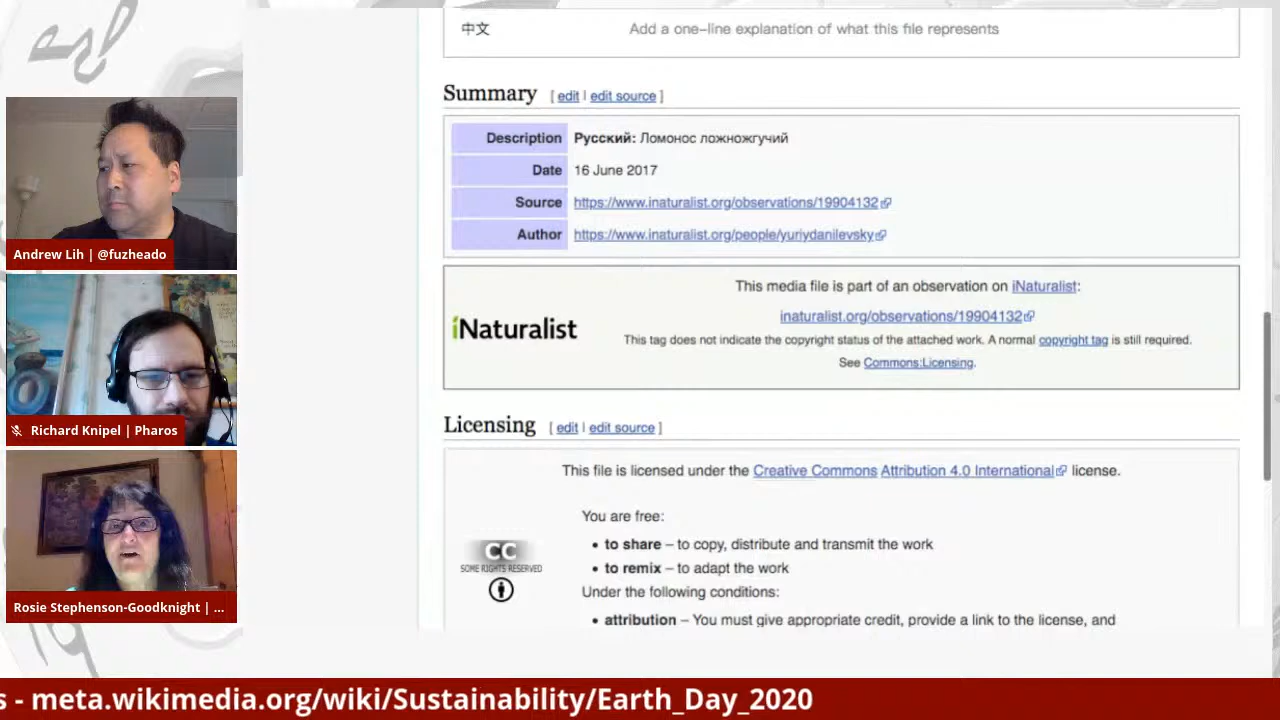 中文 Add a one-line explanation of what this file represents
Summary [ edit | edit source ]
Description Русский: Ломонос ложножгучий
Date 16 June 2017
Source https://www.inaturalist.org/observations/19904132
Author https://www.inaturalist.org/people/yuriydanilevsky
This media file is part of an observation on iNaturalist:
inaturalist.org/observations/19904132
iNaturalist
This tag does not indicate the copyright status of the attached work. A normal copyright tag is still required.
See Commons:Licensing.
Licensing [ edit | edit source ]
This file is licensed under the Creative Commons Attribution 4.0 International license.
You are free:
• to share – to copy, distribute and transmit the work
• to remix – to adapt the work
Under the following conditions:
• attribution – You must give appropriate credit, provide a link to the license, and
CC
SOME RIGHTS RESERVED
Andrew Lih | @fuzheado
Richard Knipel | Pharos
Rosie Stephenson-Goodknight | ...
s - meta.wikimedia.org/wiki/Sustainability/Earth_Day_2020